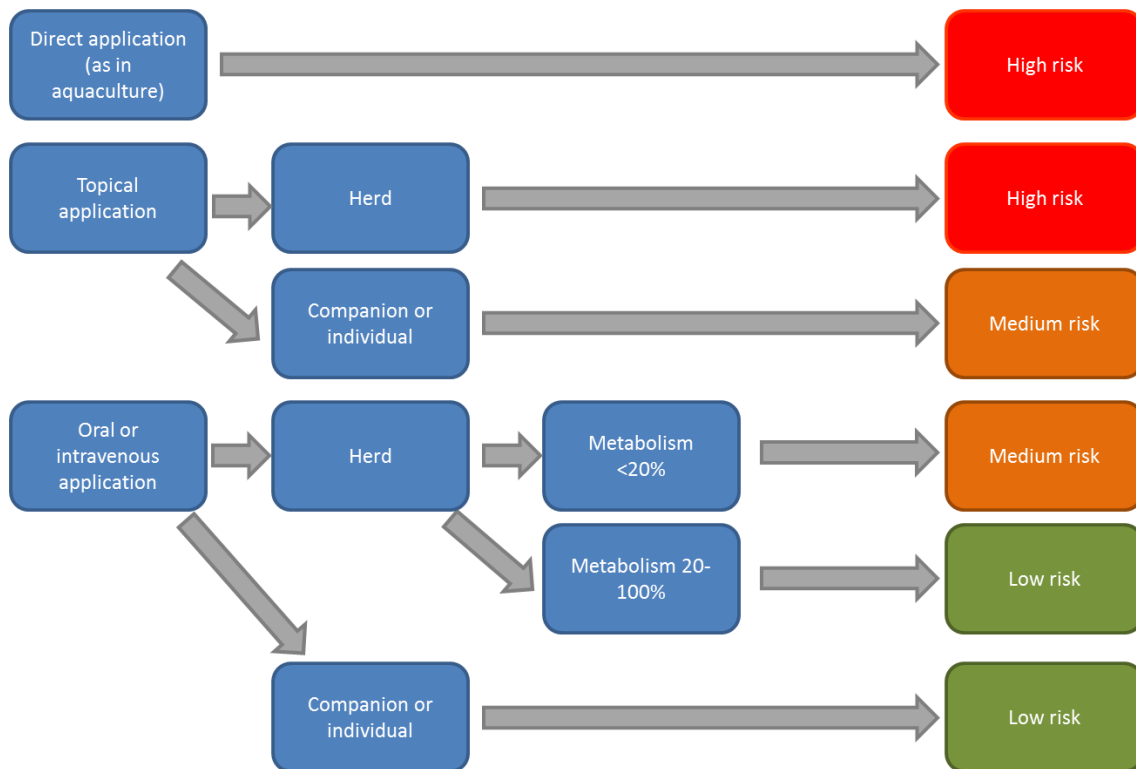 Direct application
(as in
aquaculture)
High risk
Topical
application
Herd
High risk
Companion or
individual
Medium risk
Oral or
intravenous
application
Herd
Metabolism
<20%
Medium risk
Metabolism 20-
100%
Low risk
Companion or
individual
Low risk